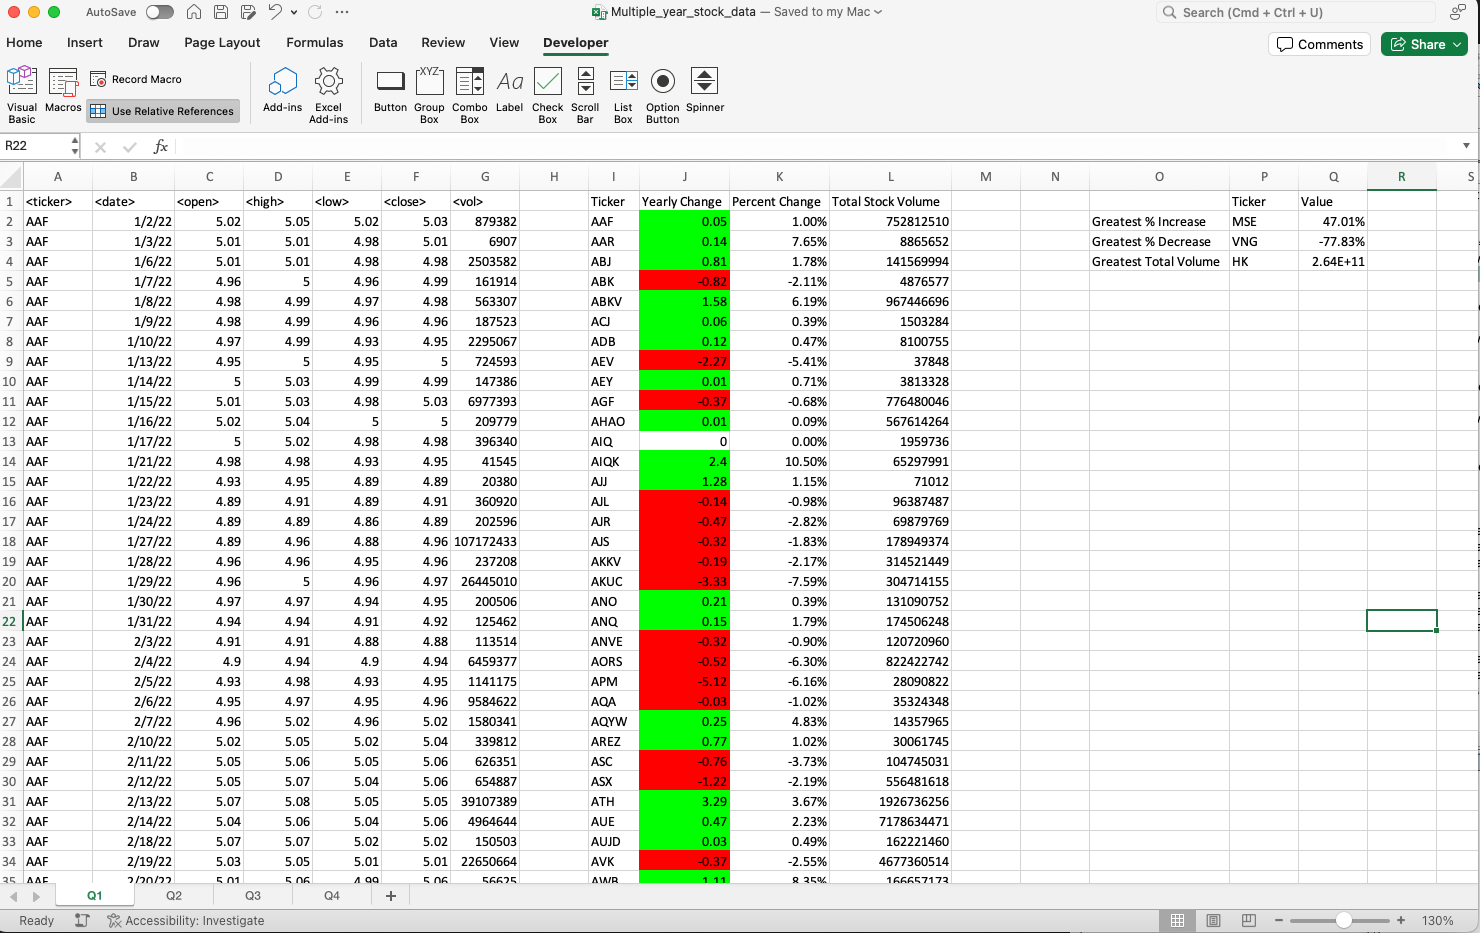 AutoSave Multiple_year_stock_data — Saved to my Mac Search (Cmd + Ctrl + U)
Home Insert Draw Page Layout Formulas Data Review View Developer Comments Share
Visual Basic Macros Record Macro Use Relative References Add-ins Excel Add-ins Button XYZ Group Box Combo Box Aa Label Check Box Scroll Bar List Box Option Button Spinner
R22 fx
A B C D E F G H I J K L M N O P Q R S
1 <ticker> <date> <open> <high> <low> <close> <vol> Ticker Yearly Change Percent Change Total Stock Volume Ticker Value
2 AAF 1/2/22 5.02 5.05 5.02 5.03 879382 AAF 0.05 1.00% 752812510 Greatest % Increase MSE 47.01%
3 AAF 1/3/22 5.01 5.01 4.98 5.01 6907 AAR 0.14 7.65% 8865652 Greatest % Decrease VNG -77.83%
4 AAF 1/6/22 5.01 5.01 4.98 4.98 2503582 ABJ 0.81 1.78% 141569994 Greatest Total Volume HK 2.64E+11
5 AAF 1/7/22 4.96 5 4.96 4.99 161914 ABK -0.82 -2.11% 4876577
6 AAF 1/8/22 4.98 4.99 4.97 4.98 563307 ABKV 1.58 6.19% 967446696
7 AAF 1/9/22 4.98 4.99 4.96 4.96 187523 ACJ 0.06 0.39% 1503284
8 AAF 1/10/22 4.97 4.99 4.93 4.95 2295067 ADB 0.12 0.47% 8100755
9 AAF 1/13/22 4.95 5 4.95 5 724593 AEV -2.27 -5.41% 37848
10 AAF 1/14/22 5 5.03 4.99 4.99 147386 AEY 0.01 0.71% 3813328
11 AAF 1/15/22 5.01 5.03 4.98 5.03 6977393 AGF -0.37 -0.68% 776480046
12 AAF 1/16/22 5.02 5.04 5 5 209779 AHAO 0.01 0.09% 567614264
13 AAF 1/17/22 5 5.02 4.98 4.98 396340 AIQ 0 0.00% 1959736
14 AAF 1/21/22 4.98 4.98 4.93 4.95 41545 AIQK 2.4 10.50% 65297991
15 AAF 1/22/22 4.93 4.95 4.89 4.89 20380 AJJ 1.28 1.15% 71012
16 AAF 1/23/22 4.89 4.91 4.89 4.91 360920 AJL -0.14 -0.98% 96387487
17 AAF 1/24/22 4.89 4.89 4.86 4.89 202596 AJR -0.47 -2.82% 69879769
18 AAF 1/27/22 4.89 4.96 4.88 4.96 107172433 AJS -0.32 -1.83% 178949374
19 AAF 1/28/22 4.96 4.96 4.95 4.96 237208 AKKV -0.19 -2.17% 314521449
20 AAF 1/29/22 4.96 5 4.96 4.97 26445010 AKUC -3.33 -7.59% 304714155
21 AAF 1/30/22 4.97 4.97 4.94 4.95 200506 ANO 0.21 0.39% 131090752
22 AAF 1/31/22 4.94 4.94 4.91 4.92 125462 ANQ 0.15 1.79% 174506248
23 AAF 2/3/22 4.91 4.91 4.88 4.88 113514 ANVE -0.32 -0.90% 120720960
24 AAF 2/4/22 4.9 4.94 4.9 4.94 6459377 AORS -0.52 -6.30% 822422742
25 AAF 2/5/22 4.93 4.98 4.93 4.95 1141175 APM -5.12 -6.16% 28090822
26 AAF 2/6/22 4.95 4.97 4.95 4.96 9584622 AQA -0.03 -1.02% 35324348
27 AAF 2/7/22 4.96 5.02 4.96 5.02 1580341 AQYW 0.25 4.83% 14357965
28 AAF 2/10/22 5.02 5.05 5.02 5.04 339812 AREZ 0.77 1.02% 30061745
29 AAF 2/11/22 5.05 5.06 5.05 5.06 626351 ASC -0.76 -3.73% 104745031
30 AAF 2/12/22 5.05 5.07 5.04 5.06 654887 ASX -1.22 -2.19% 556481618
31 AAF 2/13/22 5.07 5.08 5.05 5.05 39107389 ATH 3.29 3.67% 1926736256
32 AAF 2/14/22 5.04 5.06 5.04 5.06 4964644 AUE 0.47 2.23% 7178634471
33 AAF 2/18/22 5.07 5.07 5.02 5.02 150503 AUJD 0.03 0.49% 162221460
34 AAF 2/19/22 5.03 5.05 5.01 5.01 22650664 AVK -0.37 -2.55% 4677360514
35 AAF 2/20/22 5.01 5.06 4.99 5.06 56625 AWB 1.11 8.35% 166657173
Q1 Q2 Q3 Q4
Ready Accessibility: Investigate 130%